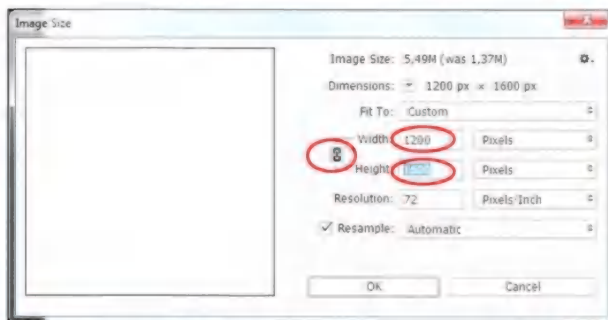 Image Size
Image Size: 5,49M (was 1,37M)
Dimensions: 1200 px × 1600 px
Fit To: Custom
Width: 1200 Pixels
Height: Pixels
Resolution: 72 Pixels/Inch
Resample: Automatic
OK Cancel